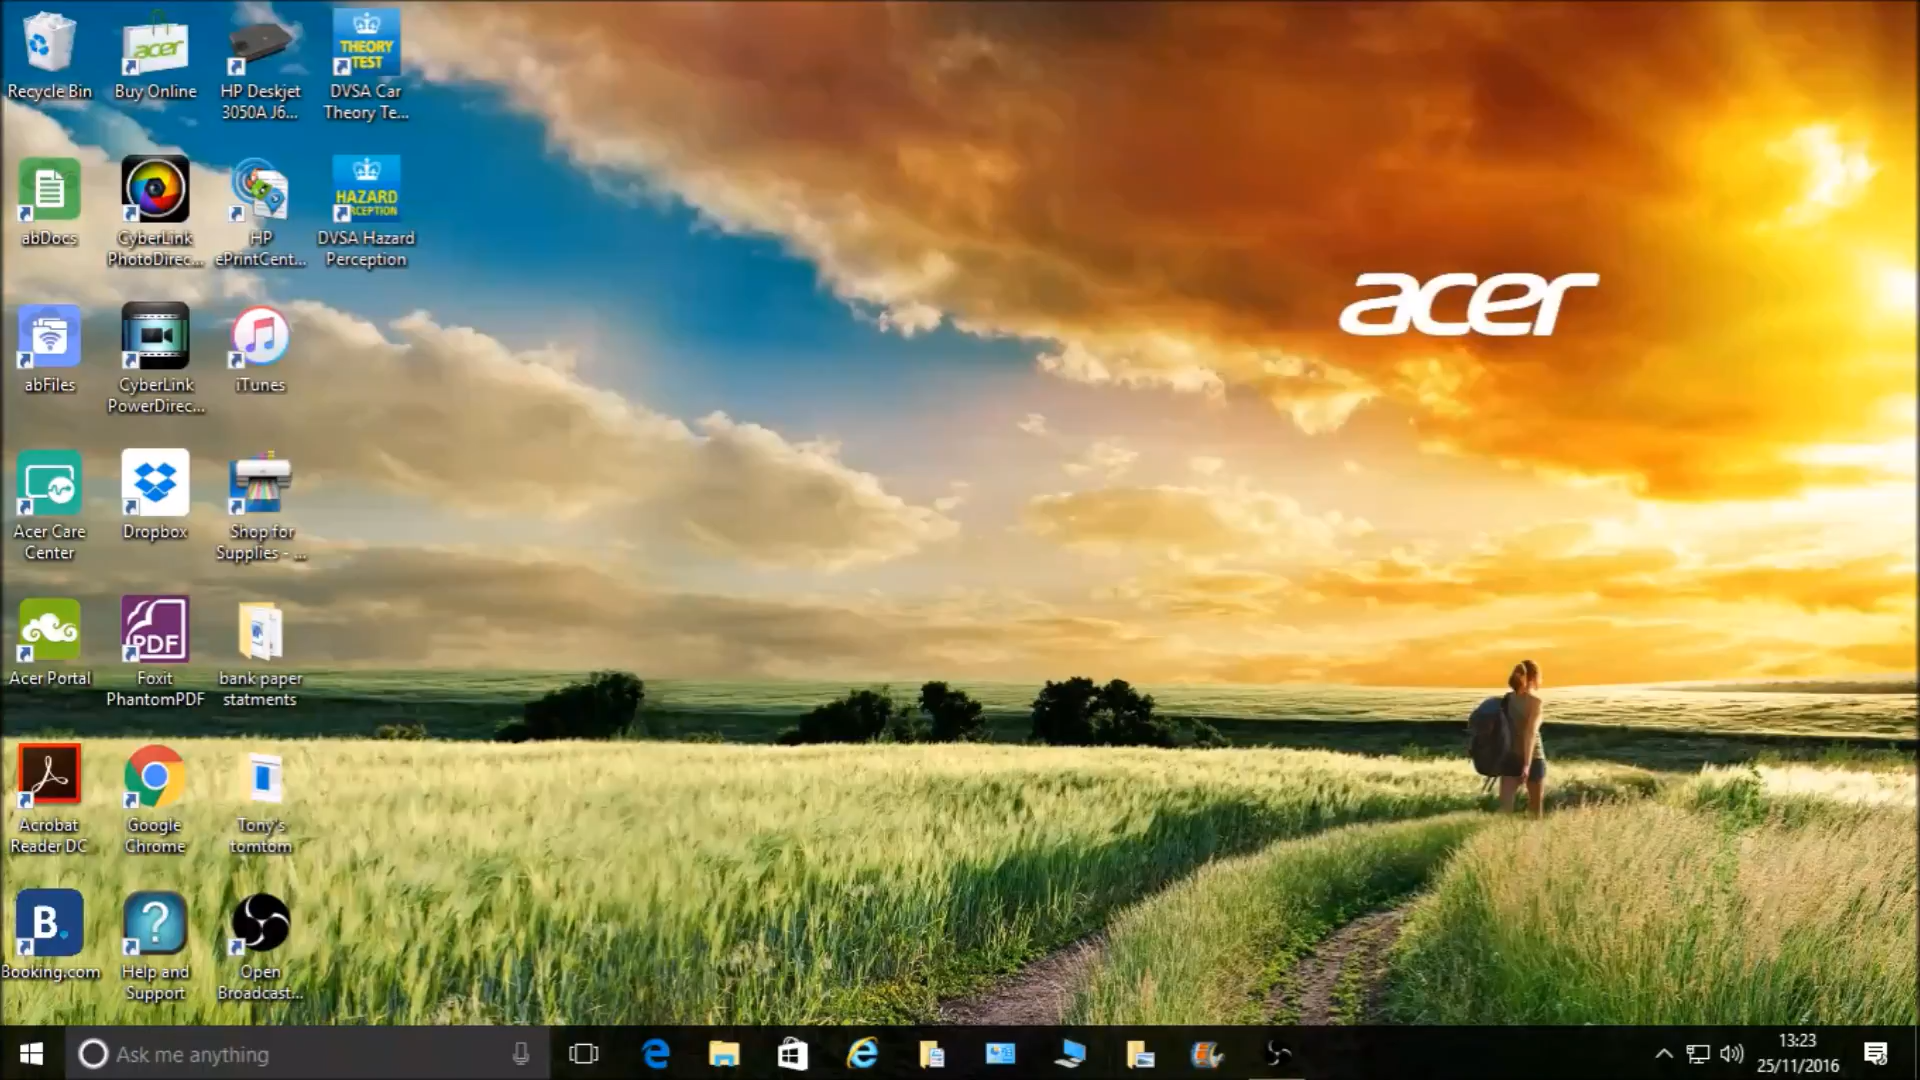 Recycle Bin
acer
Buy Online
HP Deskjet
3050A J6...
THEORY
TEST
DVSA Car
Theory Te...
abDocs
CyberLink
PhotoDirec...
HP
ePrintCent...
HAZARD
RCEPTION
DVSA Hazard
Perception
abFiles
CyberLink
PowerDirec...
iTunes
acer
Acer Care
Center
Dropbox
Shop for
Supplies - ...
Acer Portal
PDF
Foxit
PhantomPDF
bank paper
statments
Acrobat
Reader DC
Google
Chrome
Tony's
tomtom
B.
Booking.com
?
Help and
Support
Open
Broadcast...
Ask me anything
13:23
25/11/2016